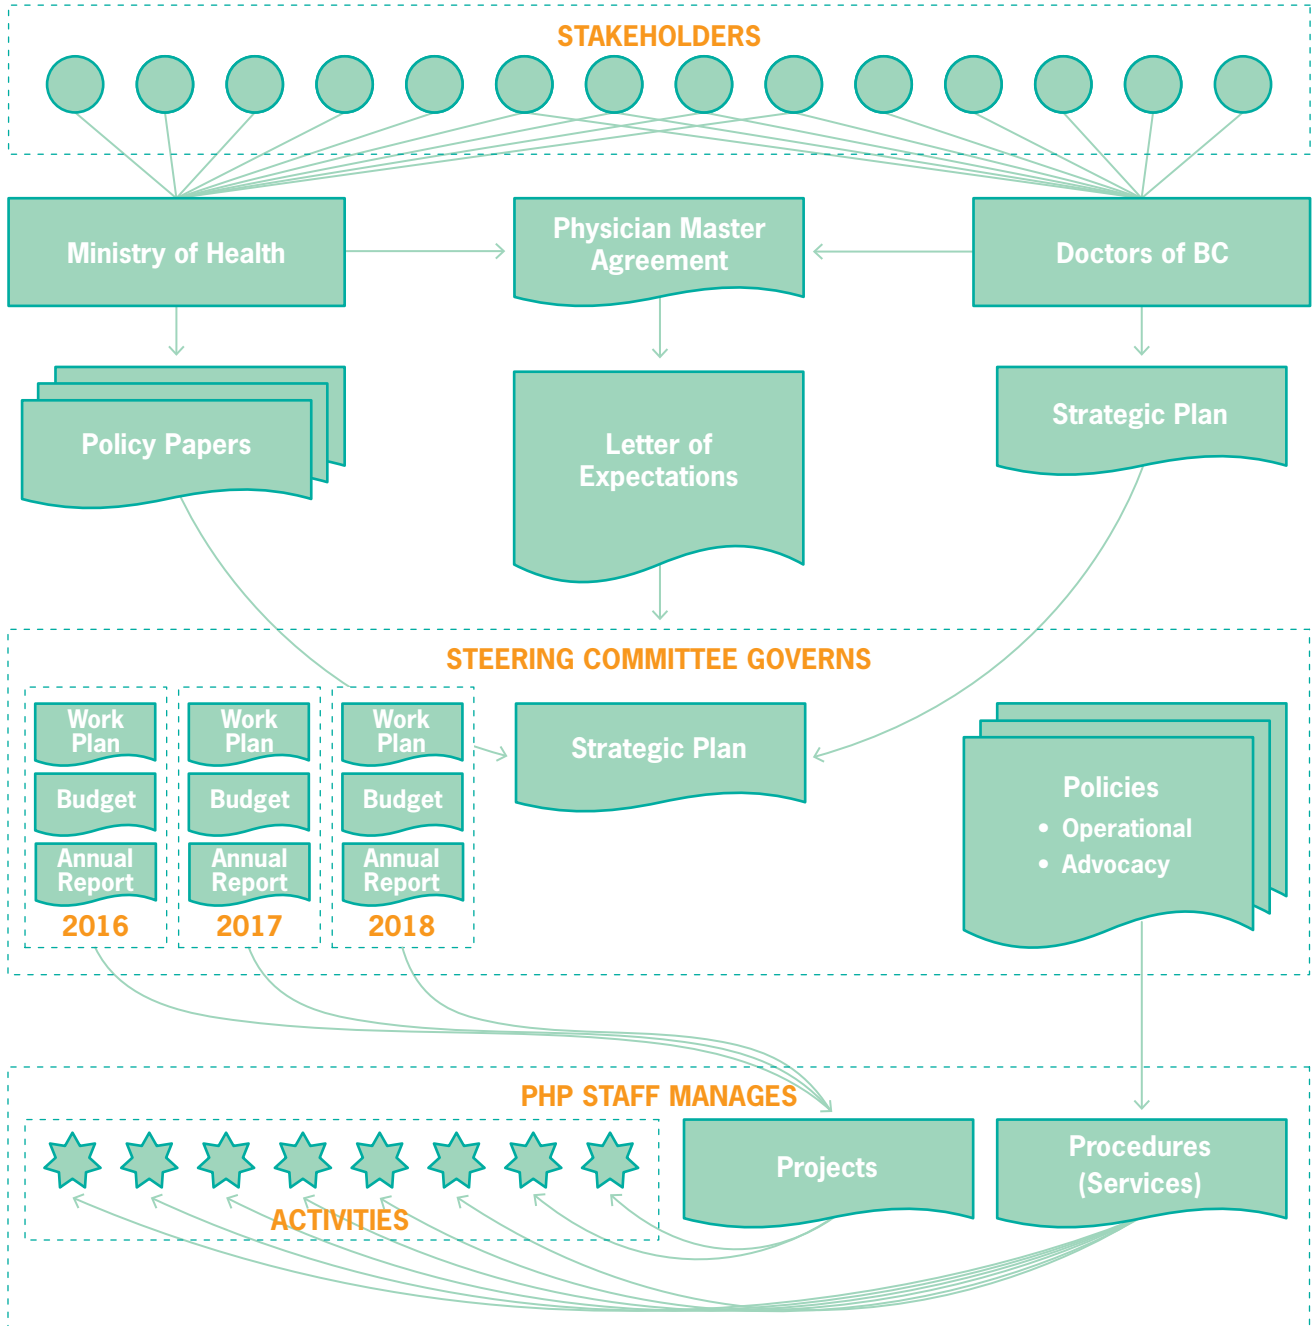 STAKEHOLDERS
Ministry of Health
Physician Master
Agreement
Doctors of BC
Policy Papers
Letter of
Expectations
Strategic Plan
STEERING COMMITTEE GOVERNS
Work
Plan
Budget
Annual
Report
2016
Work
Plan
Budget
Annual
Report
2017
Work
Plan
Budget
Annual
Report
2018
Strategic Plan
Policies
• Operational
• Advocacy
PHP STAFF MANAGES
ACTIVITIES
Projects
Procedures
(Services)